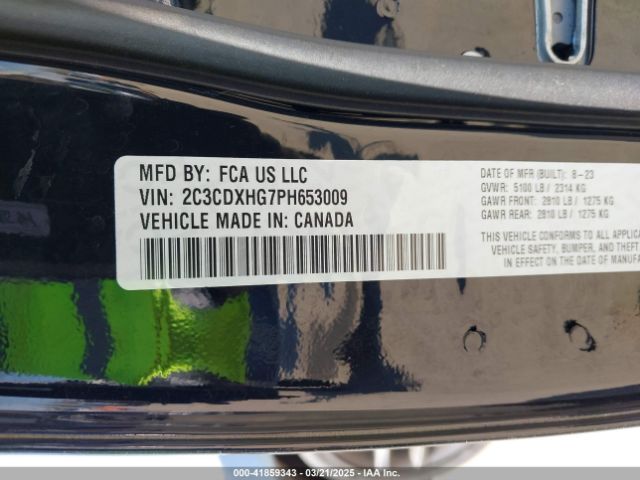 MFD BY: FCA US LLC
VIN: 2C3CDXHG7PH653009
VEHICLE MADE IN: CANADA
DATE OF MFR (BUILT): 8-23
GVWR: 5100 LB / 2314 KG
GAWR FRONT: 2810 LB / 1275 KG
GAWR REAR: 2810 LB / 1275 KG
THIS VEHICLE CONFORMS TO
VEHICLE SAFETY, BUMPER, AND THEFT
IN EFFECT ON THE DATE OF MANUFA
000-41859343 / 03/21/2025 - IAA Inc.